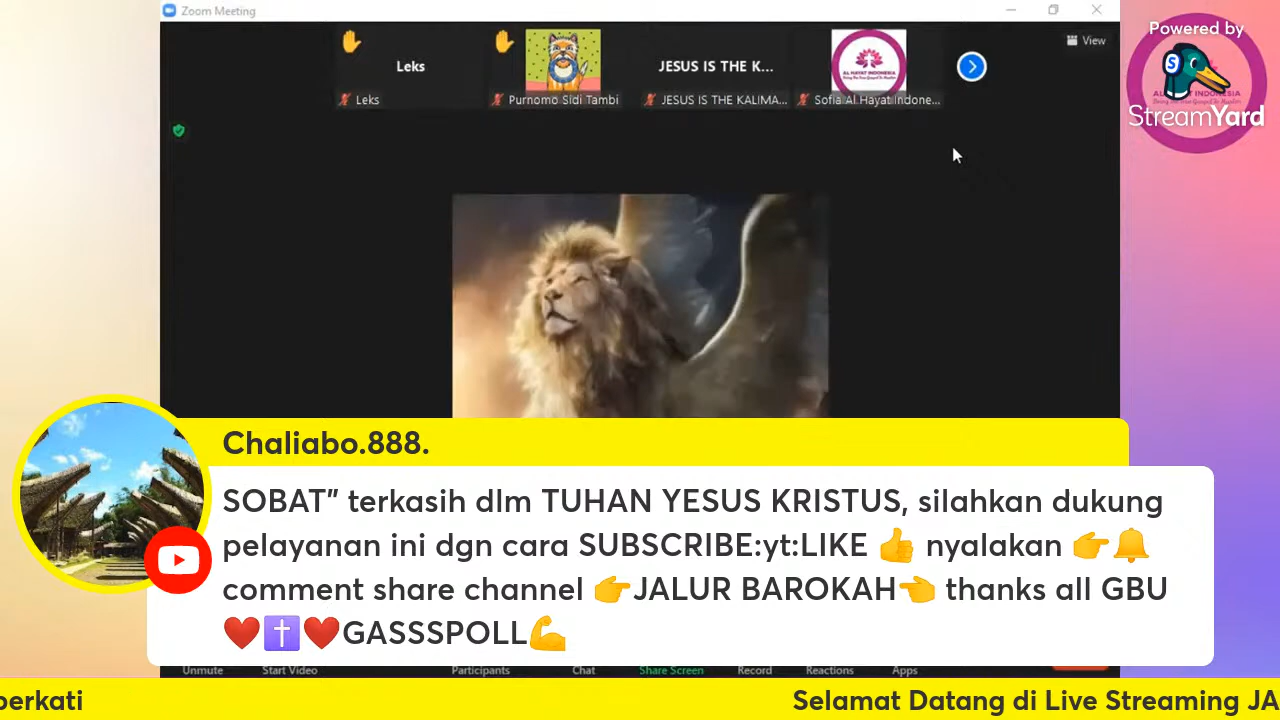 Zoom Meeting
Powered by
StreamYard
View
Leks
JESUS IS THE K...
Leks
Purnomo Sidi Tambi
JESUS IS THE KALIMA...
Sofia Al Hayat Indone...
Chaliabo.888.
SOBAT" terkasih dlm TUHAN YESUS KRISTUS, silahkan dukung
pelayanan ini dgn cara SUBSCRIBE:yt:LIKE 👍 nyalakan 👉🔔
comment share channel 👉JALUR BAROKAH👈 thanks all GBU
❤️✝️❤️GASSSPOLL💪
Unmute Start Video Participants Chat Share Screen Record Reactions Apps
berkati Selamat Datang di Live Streaming JA